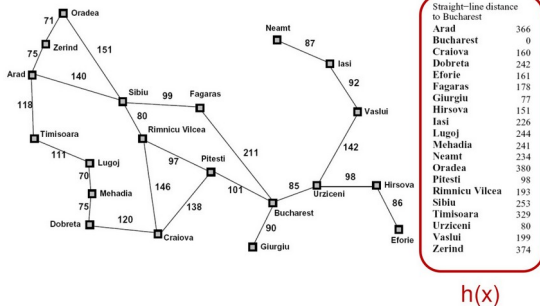 Oradea
71
Zerind
75
151
Arad
140
118
Sibiu
99
Fagaras
80
Rimnicu Vilcea
Timisoara
111
Lugoj
70
Mehadia
75
Dobreta
120
Craiova
146
97
Pitesti
138
101
211
Bucharest
90
Giurgiu
85
Urziceni
98
Hirsova
86
Eforie
142
Vaslui
92
Iasi
87
Neamt
Straight−line distance
to Bucharest
Arad 366
Bucharest 0
Craiova 160
Dobreta 242
Eforie 161
Fagaras 178
Giurgiu 77
Hirsova 151
Iasi 226
Lugoj 244
Mehadia 241
Neamt 234
Oradea 380
Pitesti 98
Rimnicu Vilcea 193
Sibiu 253
Timisoara 329
Urziceni 80
Vaslui 199
Zerind 374
h(x)